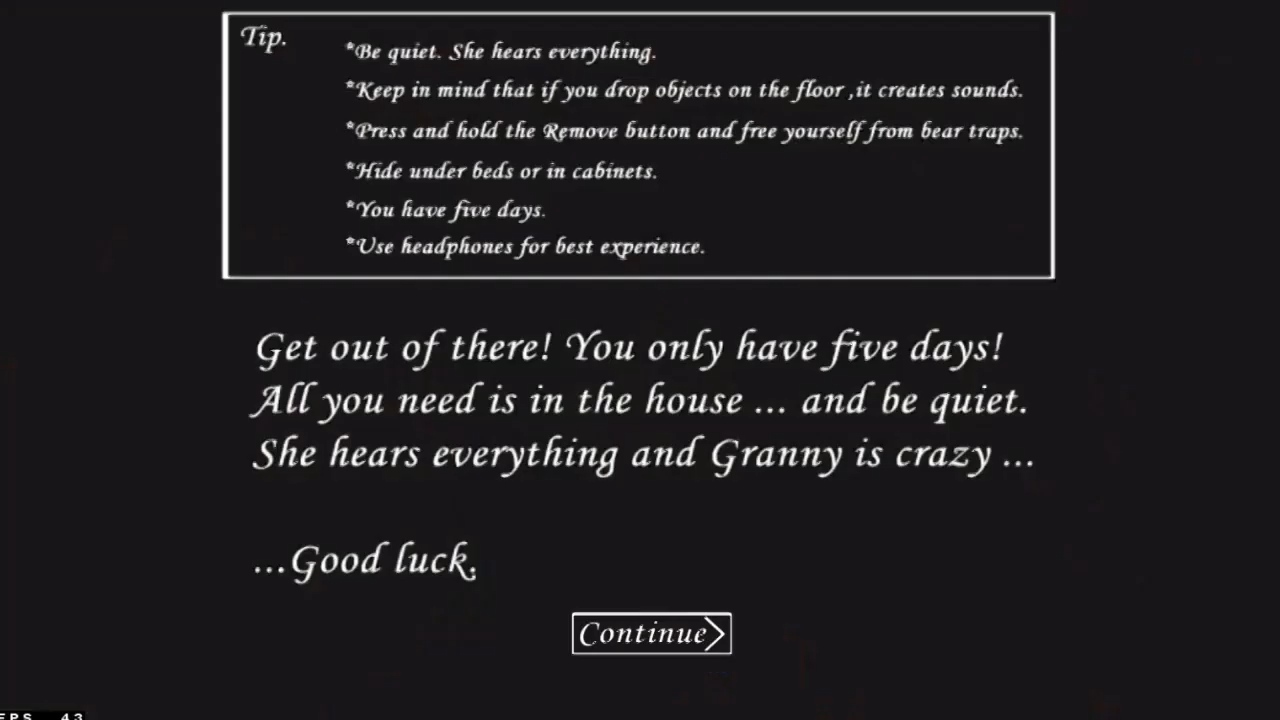 Tip.
*Be quiet. She hears everything.
*Keep in mind that if you drop objects on the floor ,it creates sounds.
*Press and hold the Remove button and free yourself from bear traps.
*Hide under beds or in cabinets.
*You have five days.
*Use headphones for best experience.
Get out of there! You only have five days!
All you need is in the house ... and be quiet.
She hears everything and Granny is crazy ...
...Good luck.
Continue>
FPS 43